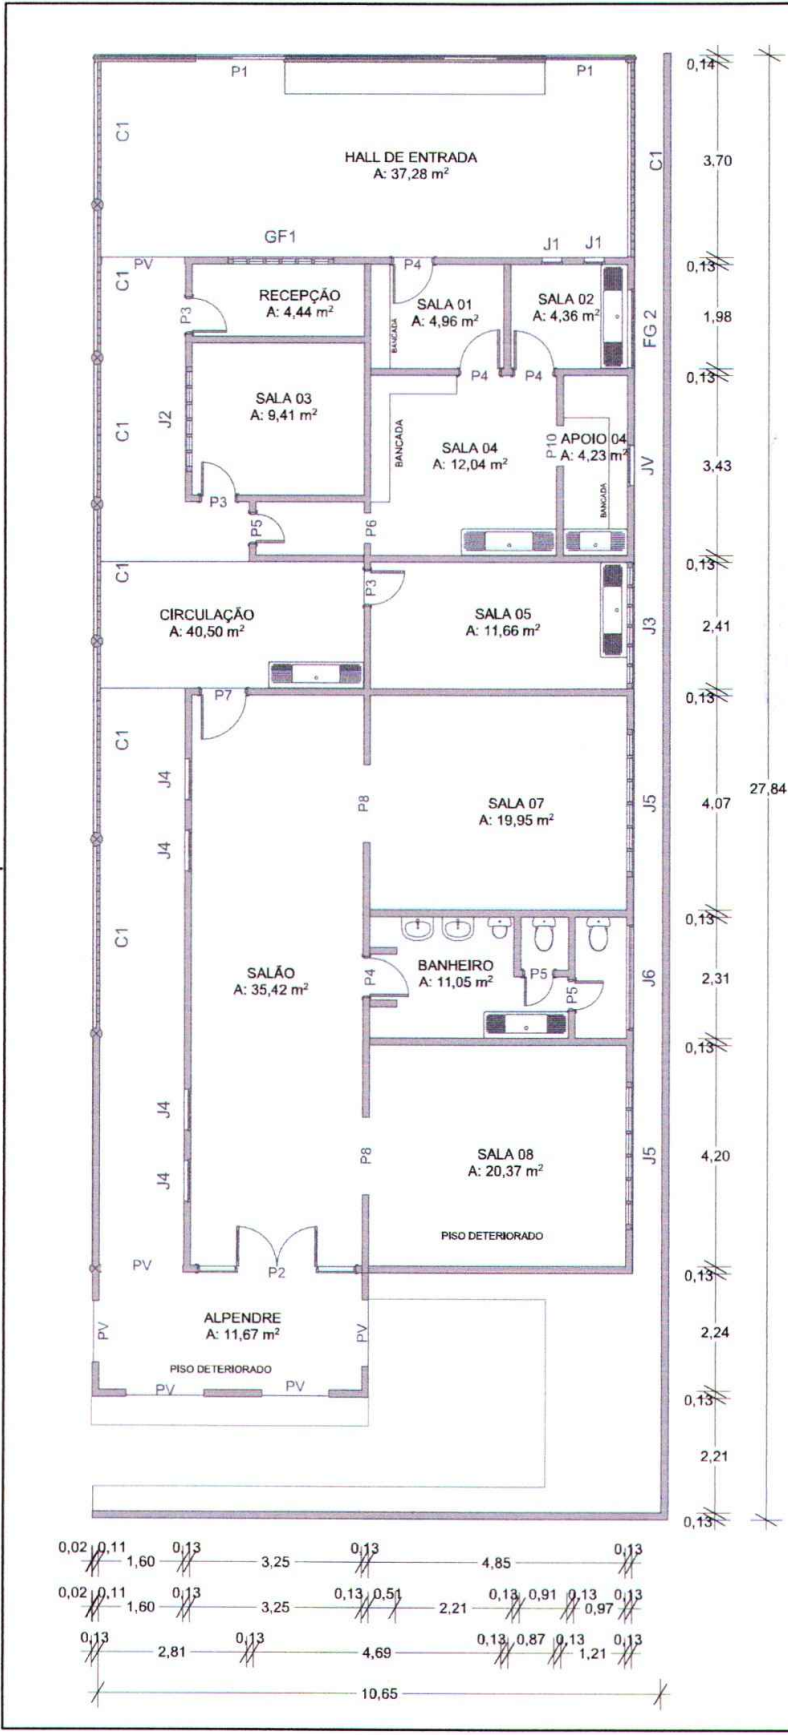 P1
P1
0,14
C1
HALL DE ENTRADA
A: 37,28 m²
C1
3,70
GF1
J1
J1
PV
P4
0,13
C1
RECEPÇÃO
A: 4,44 m²
P3
SALA 01
A: 4,96 m²
BANCADA
SALA 02
A: 4,36 m²
FG 2
1,98
P4
P4
0,13
J2
C1
SALA 03
A: 9,41 m²
BANCADA
SALA 04
A: 12,04 m²
P10
APOIO 04
A: 4,23 m²
BANCADA
JV
3,43
P3
P5
P6
0,13
C1
CIRCULAÇÃO
A: 40,50 m²
P3
SALA 05
A: 11,66 m²
J3
2,41
P7
0,13
C1
J4
P8
SALA 07
A: 19,95 m²
J5
4.07
27,84
J4
0,13
C1
SALÃO
A: 35,42 m²
P4
BANHEIRO
A: 11,05 m²
P5
P5
J6
2,31
0,13
J4
P8
SALA 08
A: 20,37 m²
J5
4,20
J4
PISO DETERIORADO
PV
P2
0,13
ALPENDRE
A: 11,67 m²
PV
PV
2,24
PISO DETERIORADO
PV
PV
0,13
2,21
0,13
0,02 0,11 0,13 0,13 0,13
1,60 3,25 4,85
0,02 0,11 0,13 0,13 0,51 0,13 0,91 0,13 0,13
1,60 3,25 2,21 0,97
0,13 0,13 0,13 0,87 0,13 0,13
2,81 4,69 1,21
10,65